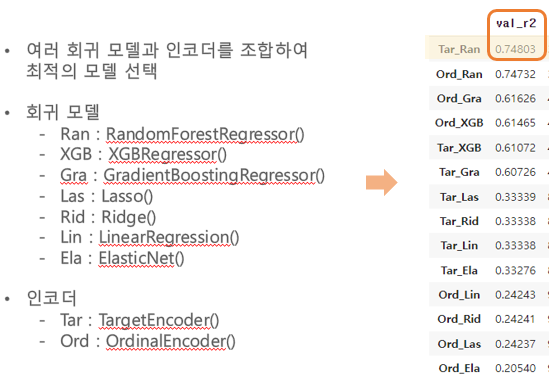 • 여러 회귀 모델과 인코더를 조합하여
최적의 모델 선택
• 회귀 모델
- Ran : RandomForestRegressor()
- XGB : XGBRegressor()
- Gra : GradientBoostingRegressor()
- Las : Lasso()
- Rid : Ridge()
- Lin : LinearRegression()
- Ela : ElasticNet()
• 인코더
- Tar : TargetEncoder()
- Ord : OrdinalEncoder()
val_r2
Tar_Ran 0.74803
Ord_Ran 0.74732
Ord_Gra 0.61626
Ord_XGB 0.61465
Tar_XGB 0.61072
Tar_Gra 0.60726
Tar_Las 0.33339
Tar_Rid 0.33338
Tar_Lin 0.33338
Tar_Ela 0.33276
Ord_Lin 0.24243
Ord_Rid 0.24241
Ord_Las 0.24237
Ord_Ela 0.20540